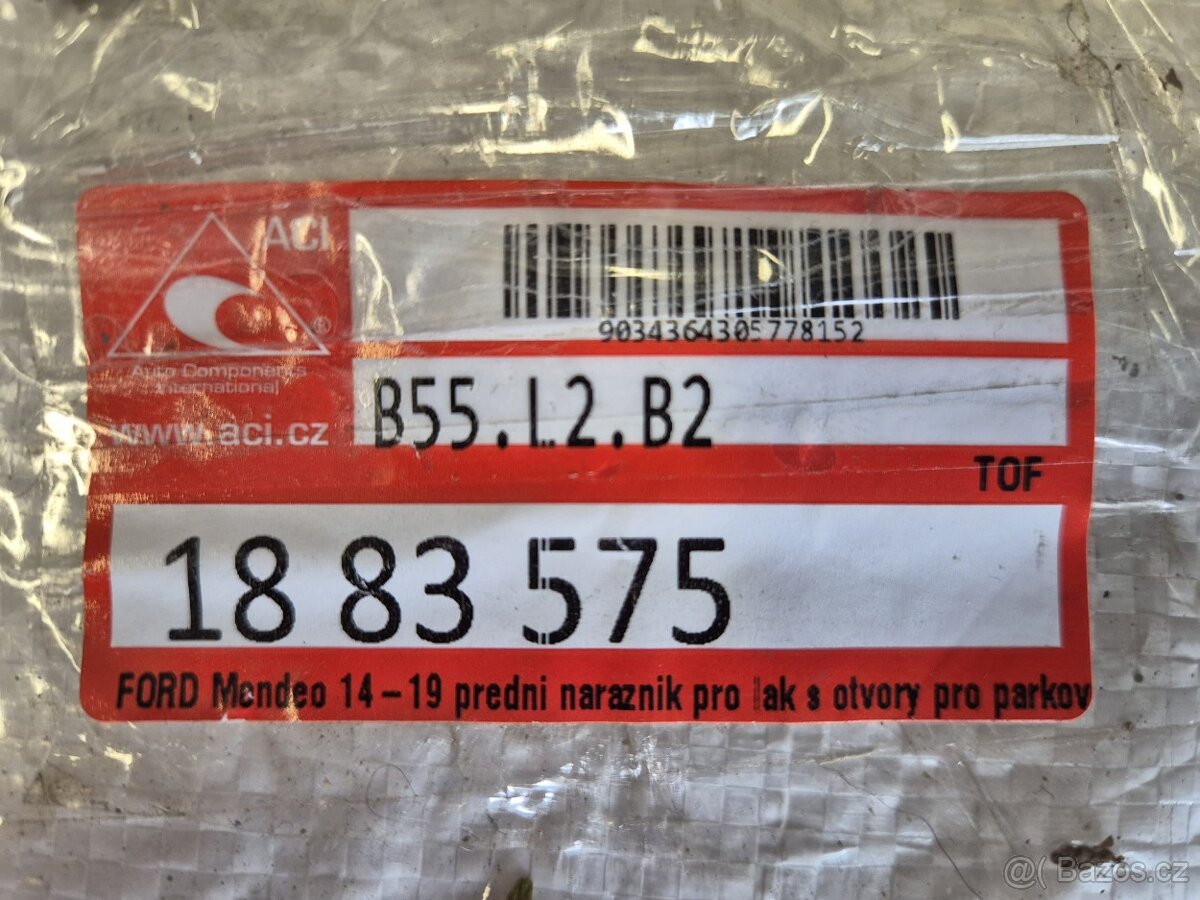 ACI
®
Auto Components
International
www.aci.cz
9034364305778152
B55.L2.B2
TOF
18 83 575
FORD Mondeo 14-19 predni naraznik pro lak s otvory pro parkov
@( Bazos.cz